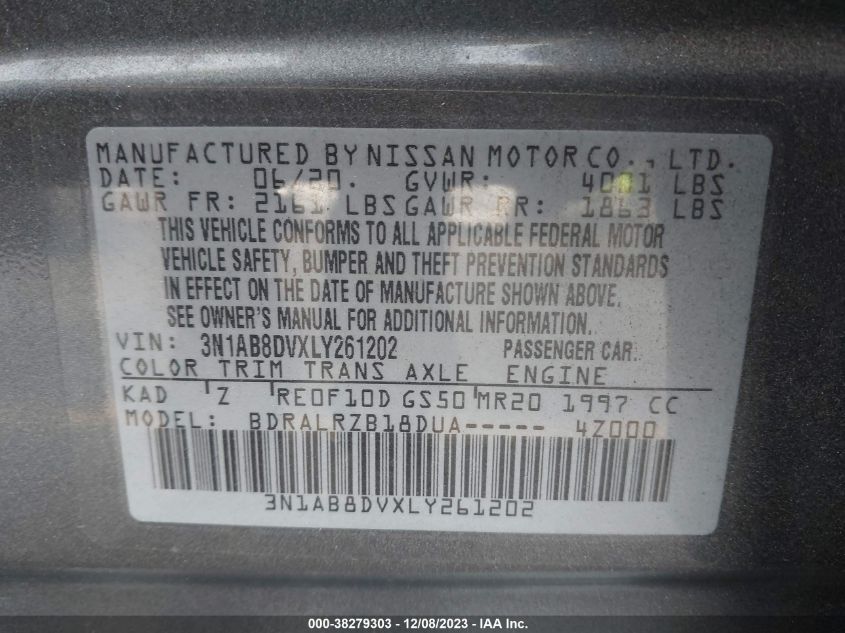 MANUFACTURED BY NISSAN MOTOR CO., LTD.
DATE: 06/20. GVWR: 4001 LBS
GAWR FR: 2161 LBS GAWR RR: 1863 LBS
THIS VEHICLE CONFORMS TO ALL APPLICABLE FEDERAL MOTOR
VEHICLE SAFETY, BUMPER AND THEFT PREVENTION STANDARDS
IN EFFECT ON THE DATE OF MANUFACTURE SHOWN ABOVE.
SEE OWNER'S MANUAL FOR ADDITIONAL INFORMATION.
VIN: 3N1AB8DVXLY261202 PASSENGER CAR.
COLOR TRIM TRANS AXLE ENGINE
KAD Z RE0F10D GS50 MR20 1997 CC
MODEL: BDRALRZB18DUA----- 4Z000
3N1AB8DVXLY261202
000-38279303 - 12/08/2023 - IAA Inc.